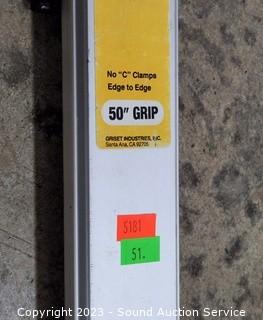 No "C" Clamps
Edge to Edge
50" GRIP
GRISET INDUSTRIES, INC.
Santa Ana, CA 92705
5181
51.
Copyright 2023 - Sound Auction Service